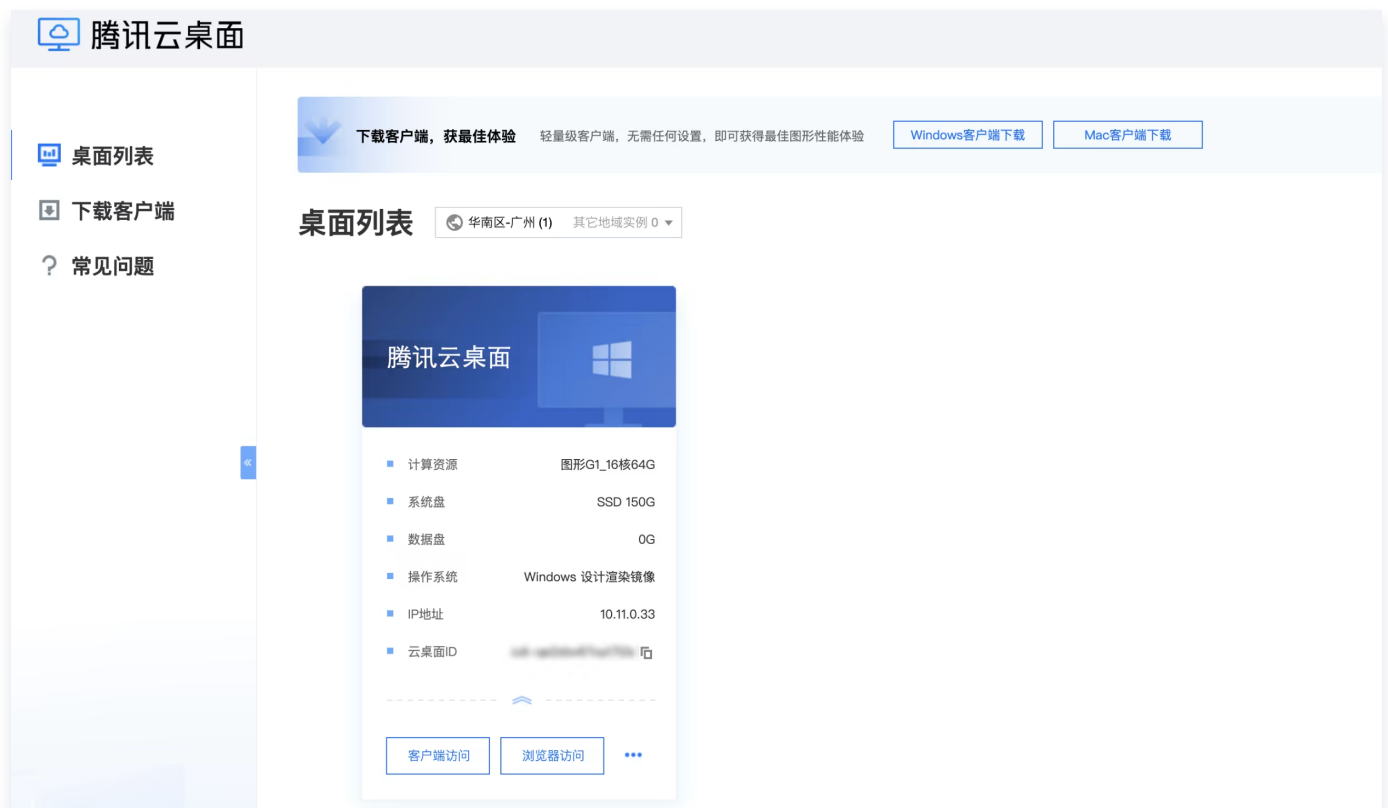 腾讯云桌面
下载客户端，获最佳体验 轻量级客户端，无需任何设置，即可获得最佳图形性能体验 Windows客户端下载 Mac客户端下载
桌面列表
下载客户端
常见问题
桌面列表 华南区-广州 (1) 其它地域实例 0
腾讯云桌面
计算资源 图形G1_16核64G
系统盘 SSD 150G
数据盘 0G
操作系统 Windows 设计渲染镜像
IP地址 10.11.0.33
云桌面ID
客户端访问 浏览器访问